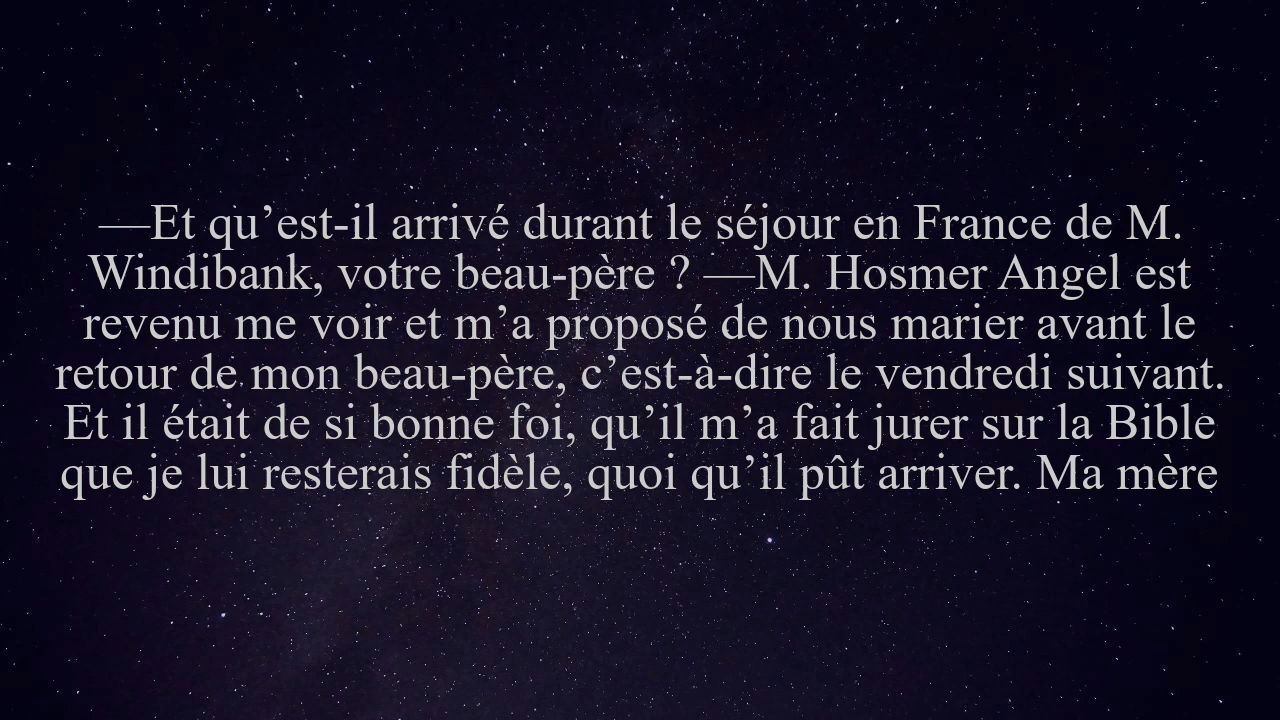 —Et qu’est-il arrivé durant le séjour en France de M.
Windibank, votre beau-père ? —M. Hosmer Angel est
revenu me voir et m’a proposé de nous marier avant le
retour de mon beau-père, c’est-à-dire le vendredi suivant.
Et il était de si bonne foi, qu’il m’a fait jurer sur la Bible
que je lui resterais fidèle, quoi qu’il pût arriver. Ma mère